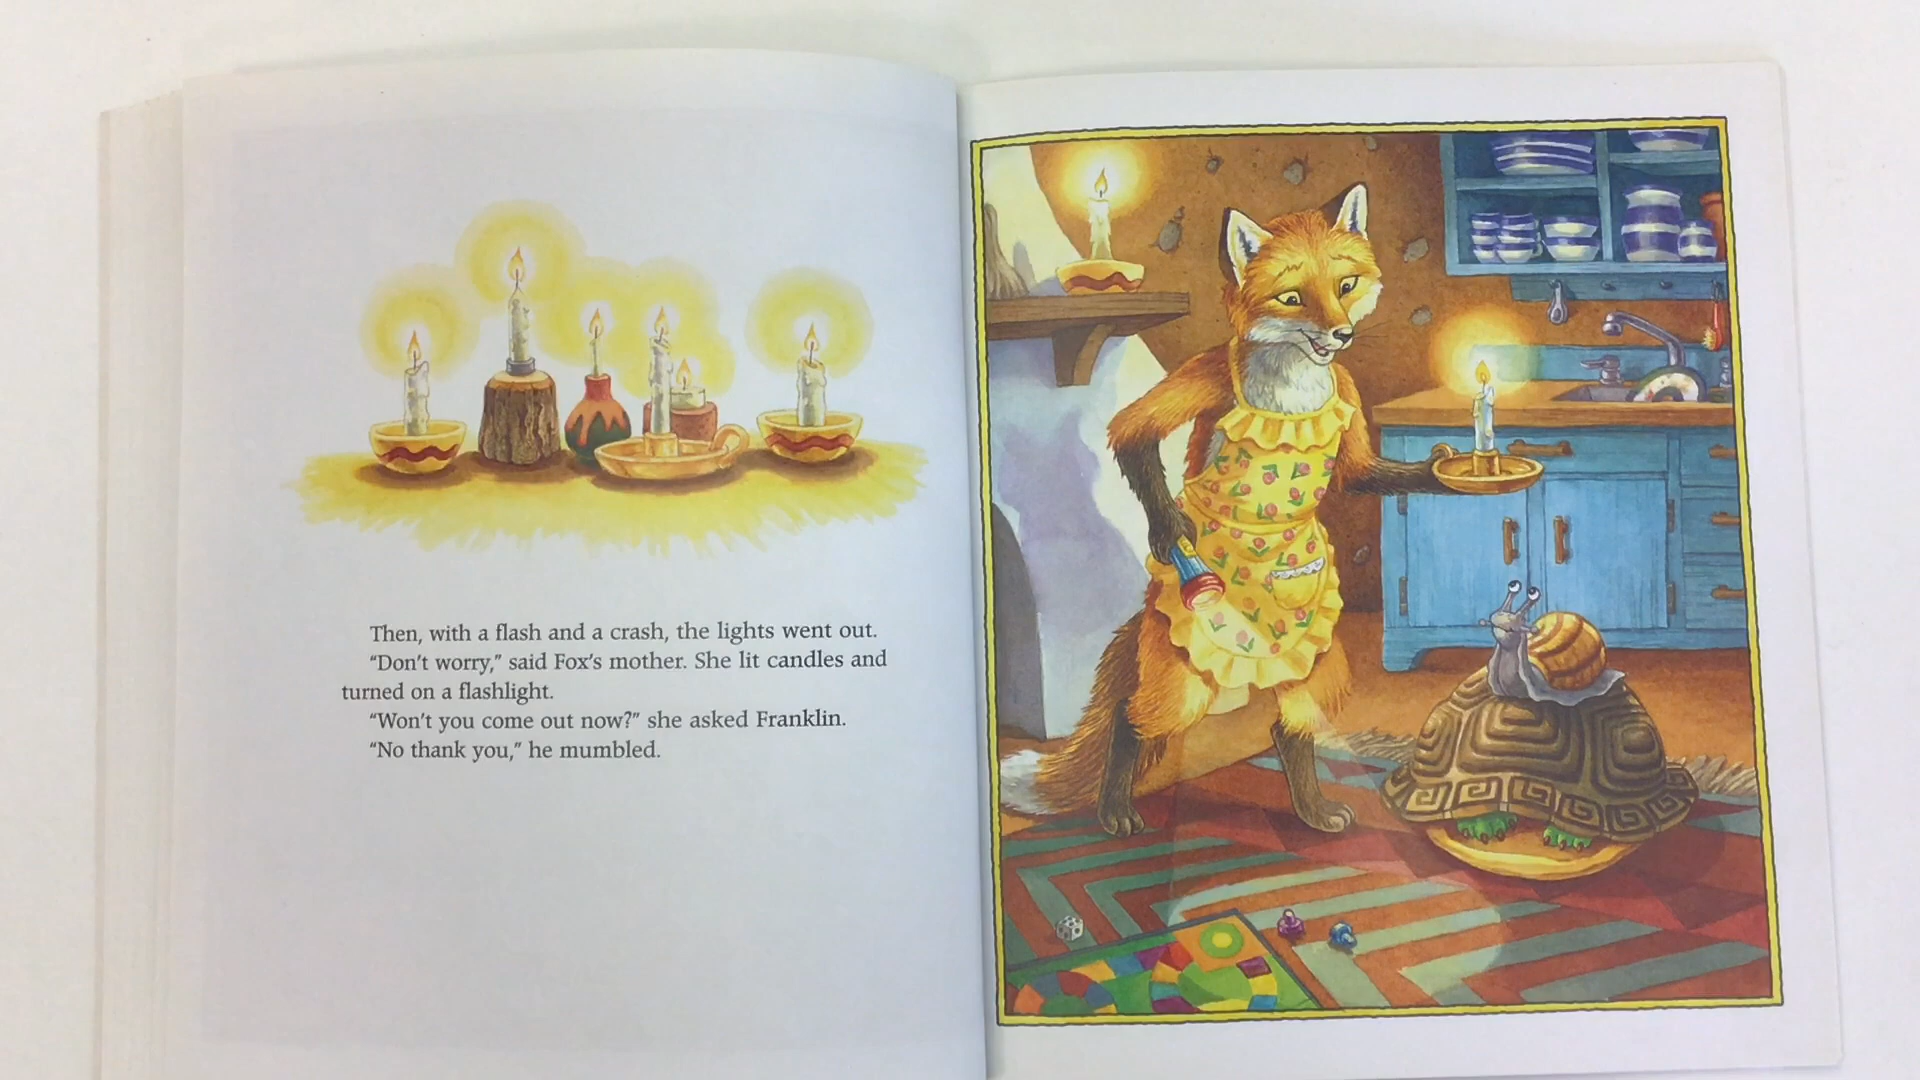 Then, with a flash and a crash, the lights went out.
“Don’t worry,” said Fox’s mother. She lit candles and
turned on a flashlight.
“Won’t you come out now?” she asked Franklin.
“No thank you,” he mumbled.